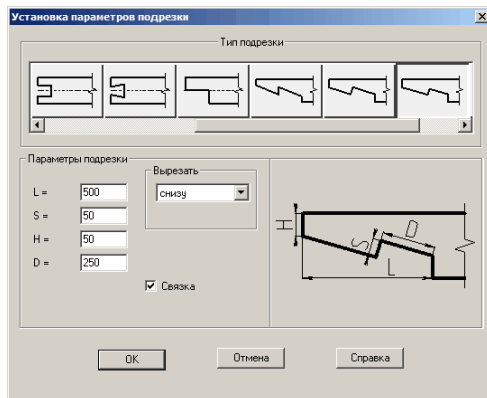 Установка параметров подрезки
Тип подрезки
Параметры подрезки
Вырезать
L = 500
снизу
S = 50
H = 50
D = 250
Связка
H
S
D
L
OK
Отмена
Справка